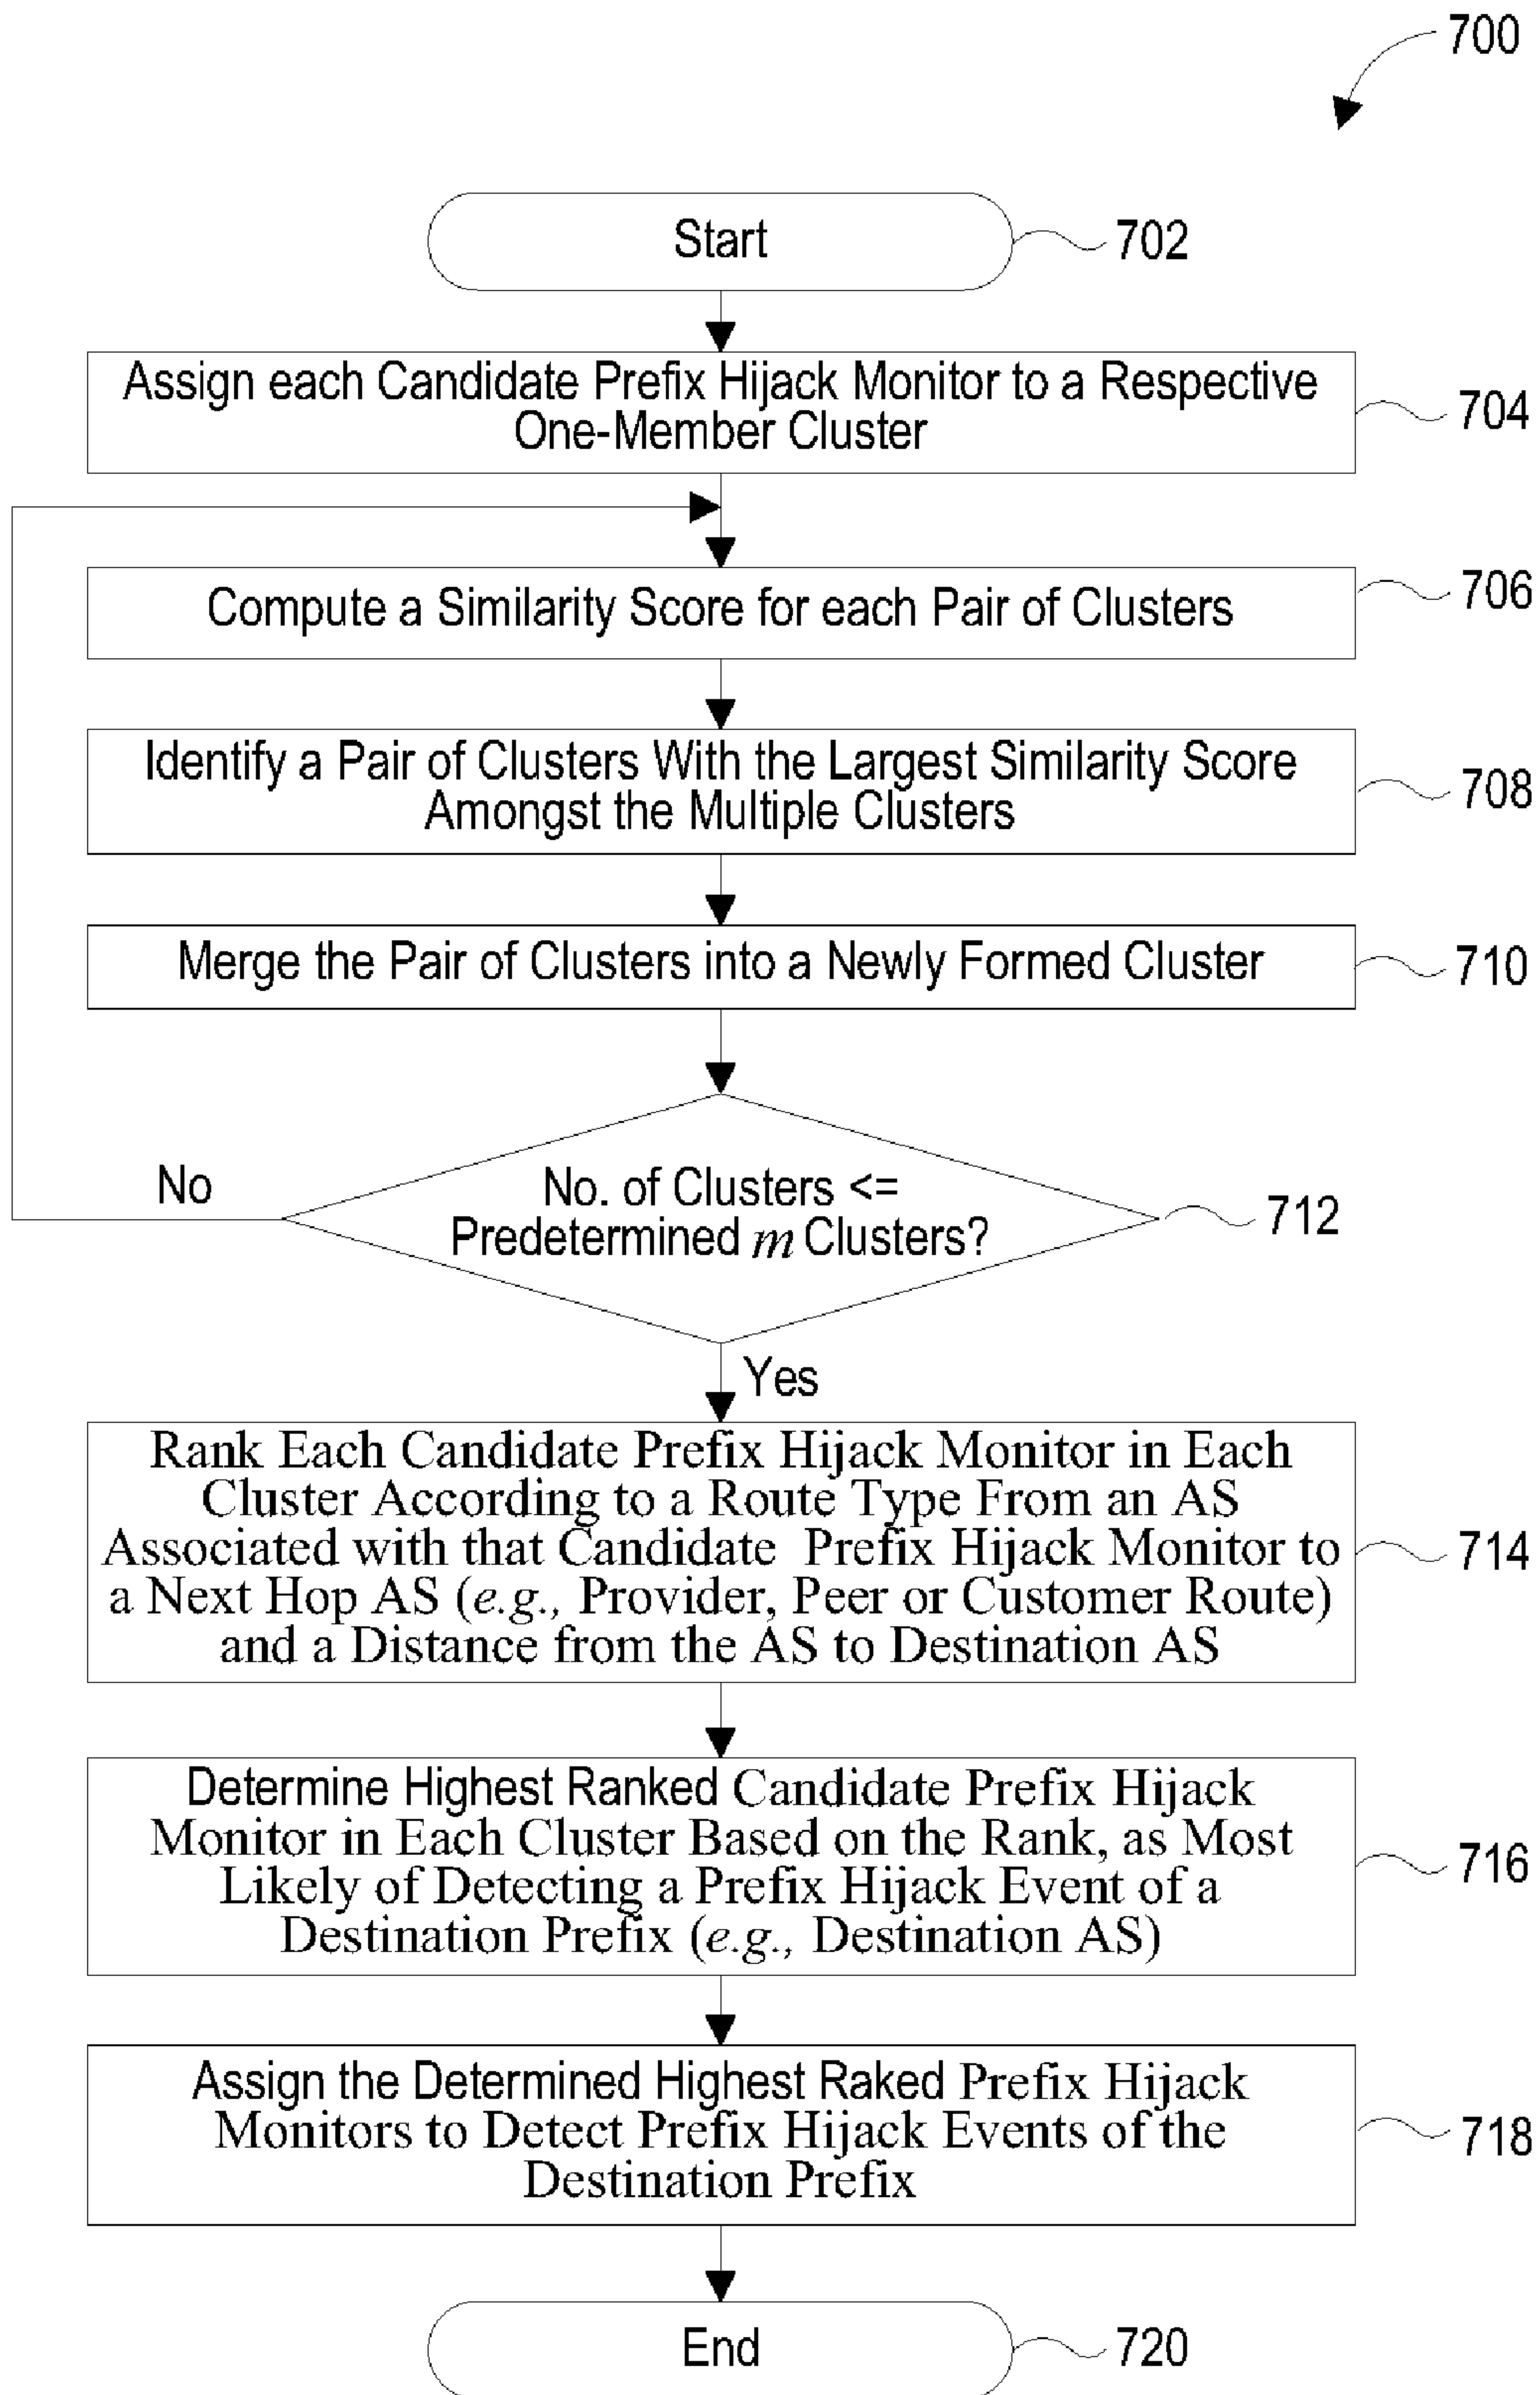 700
Start
702
Assign each Candidate Prefix Hijack Monitor to a Respective
One-Member Cluster
704
Compute a Similarity Score for each Pair of Clusters
706
Identify a Pair of Clusters With the Largest Similarity Score
Amongst the Multiple Clusters
708
Merge the Pair of Clusters into a Newly Formed Cluster
710
No
No. of Clusters <=
Predetermined m Clusters?
712
Yes
Rank Each Candidate Prefix Hijack Monitor in Each
Cluster According to a Route Type From an AS
Associated with that Candidate Prefix Hijack Monitor to
a Next Hop AS (e.g., Provider, Peer or Customer Route)
and a Distance from the AS to Destination AS
714
Determine Highest Ranked Candidate Prefix Hijack
Monitor in Each Cluster Based on the Rank, as Most
Likely of Detecting a Prefix Hijack Event of a
Destination Prefix (e.g., Destination AS)
716
Assign the Determined Highest Raked Prefix Hijack
Monitors to Detect Prefix Hijack Events of the
Destination Prefix
718
End
720